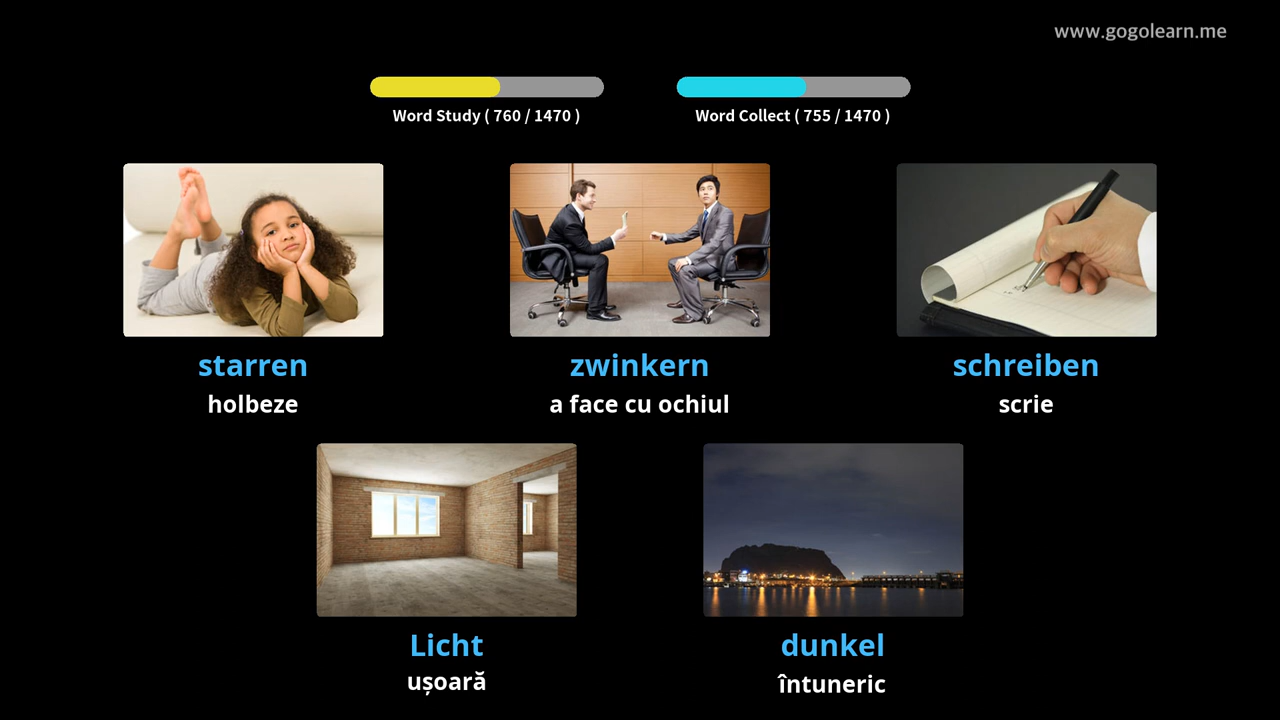 www.gogolearn.me
Word Study ( 760 / 1470 )
Word Collect ( 755 / 1470 )
starren
zwinkern
schreiben
holbeze
a face cu ochiul
scrie
Licht
dunkel
ușoară
întuneric